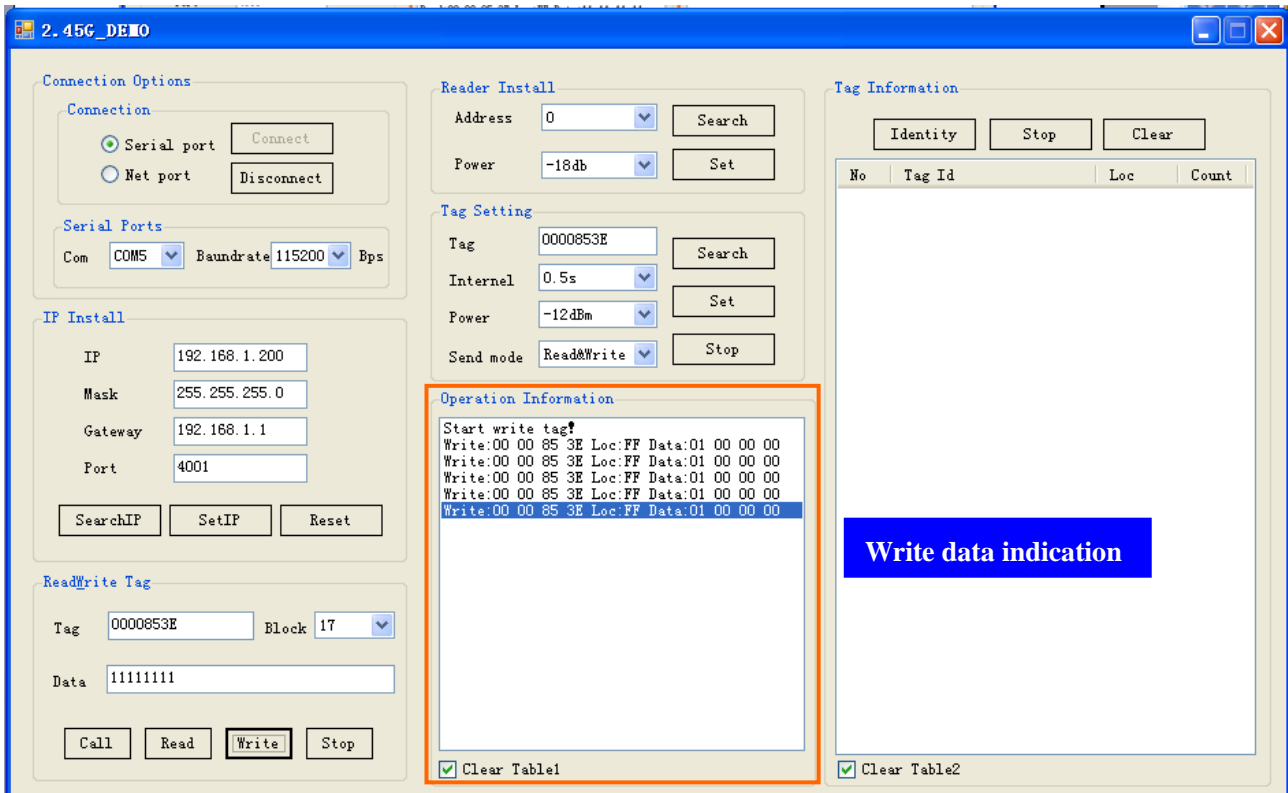 2.45G_DEMO
Connection Options
Connection
Serial port
Connect
Net port
Disconnect
Serial Ports
Com COM5 Baundrate 115200 Bps
IP Install
IP 192.168.1.200
Mask 255.255.255.0
Gateway 192.168.1.1
Port 4001
SearchIP SetIP Reset
ReadWrite Tag
Tag 0000853E Block 17
Data 11111111
Call Read Write Stop
Reader Install
Address 0 Search
Power -18db Set
Tag Setting
Tag 0000853E Search
Internel 0.5s
Set
Power -12dBm
Send mode Read&Write Stop
Operation Information
Start write tag!
Write:00 00 85 3E Loc:FF Data:01 00 00 00
Write:00 00 85 3E Loc:FF Data:01 00 00 00
Write:00 00 85 3E Loc:FF Data:01 00 00 00
Write:00 00 85 3E Loc:FF Data:01 00 00 00
Write:00 00 85 3E Loc:FF Data:01 00 00 00
Clear Table1
Tag Information
Identity Stop Clear
No Tag Id Loc Count
Write data indication
Clear Table2